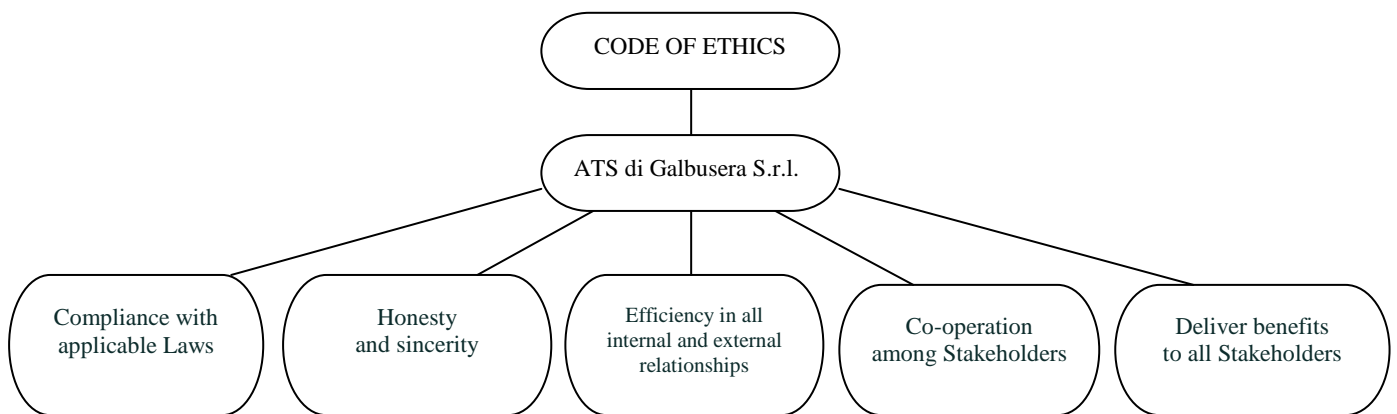 CODE OF ETHICS
ATS di Galbusera S.r.l.
Compliance with
applicable Laws
Honesty
and sincerity
Efficiency in all
internal and external
relationships
Co-operation
among Stakeholders
Deliver benefits
to all Stakeholders